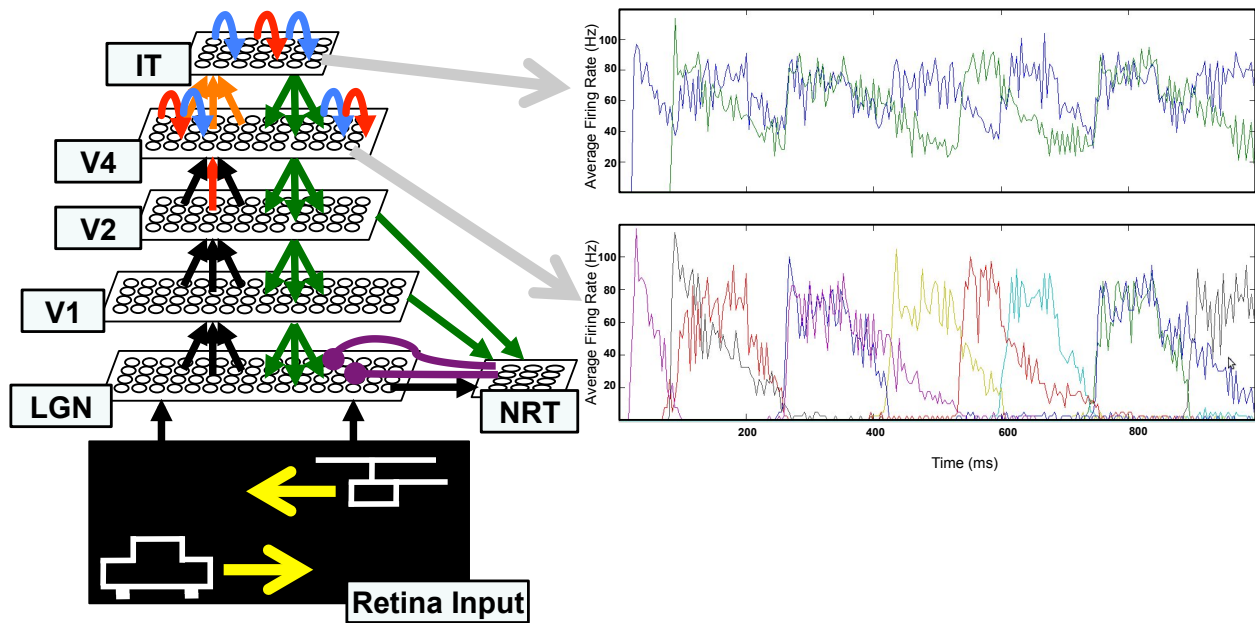 IT
V4
V2
V1
LGN
NRT
Retina Input
Average Firing Rate (Hz)
100
80
60
40
20
Average Firing Rate (Hz)
100
80
60
40
20
200
400
600
800
Time (ms)